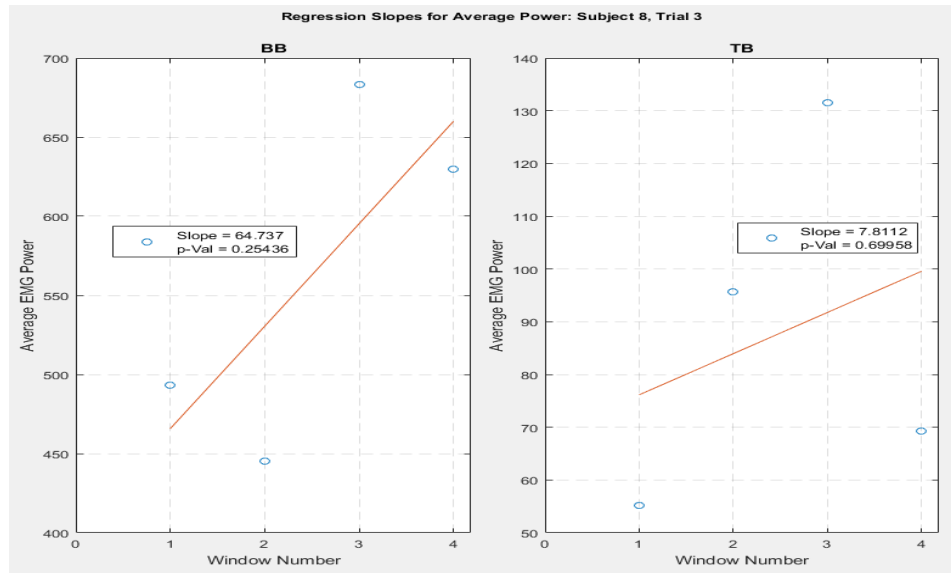 Regression Slopes for Average Power: Subject 8, Trial 3
BB
700
650
600
550
500
450
400
0
1
2
3
4
Average EMG Power
Window Number
Slope = 64.737
p-Val = 0.25436
TB
140
130
120
110
100
90
80
70
60
50
0
1
2
3
4
Average EMG Power
Window Number
Slope = 7.8112
p-Val = 0.69958